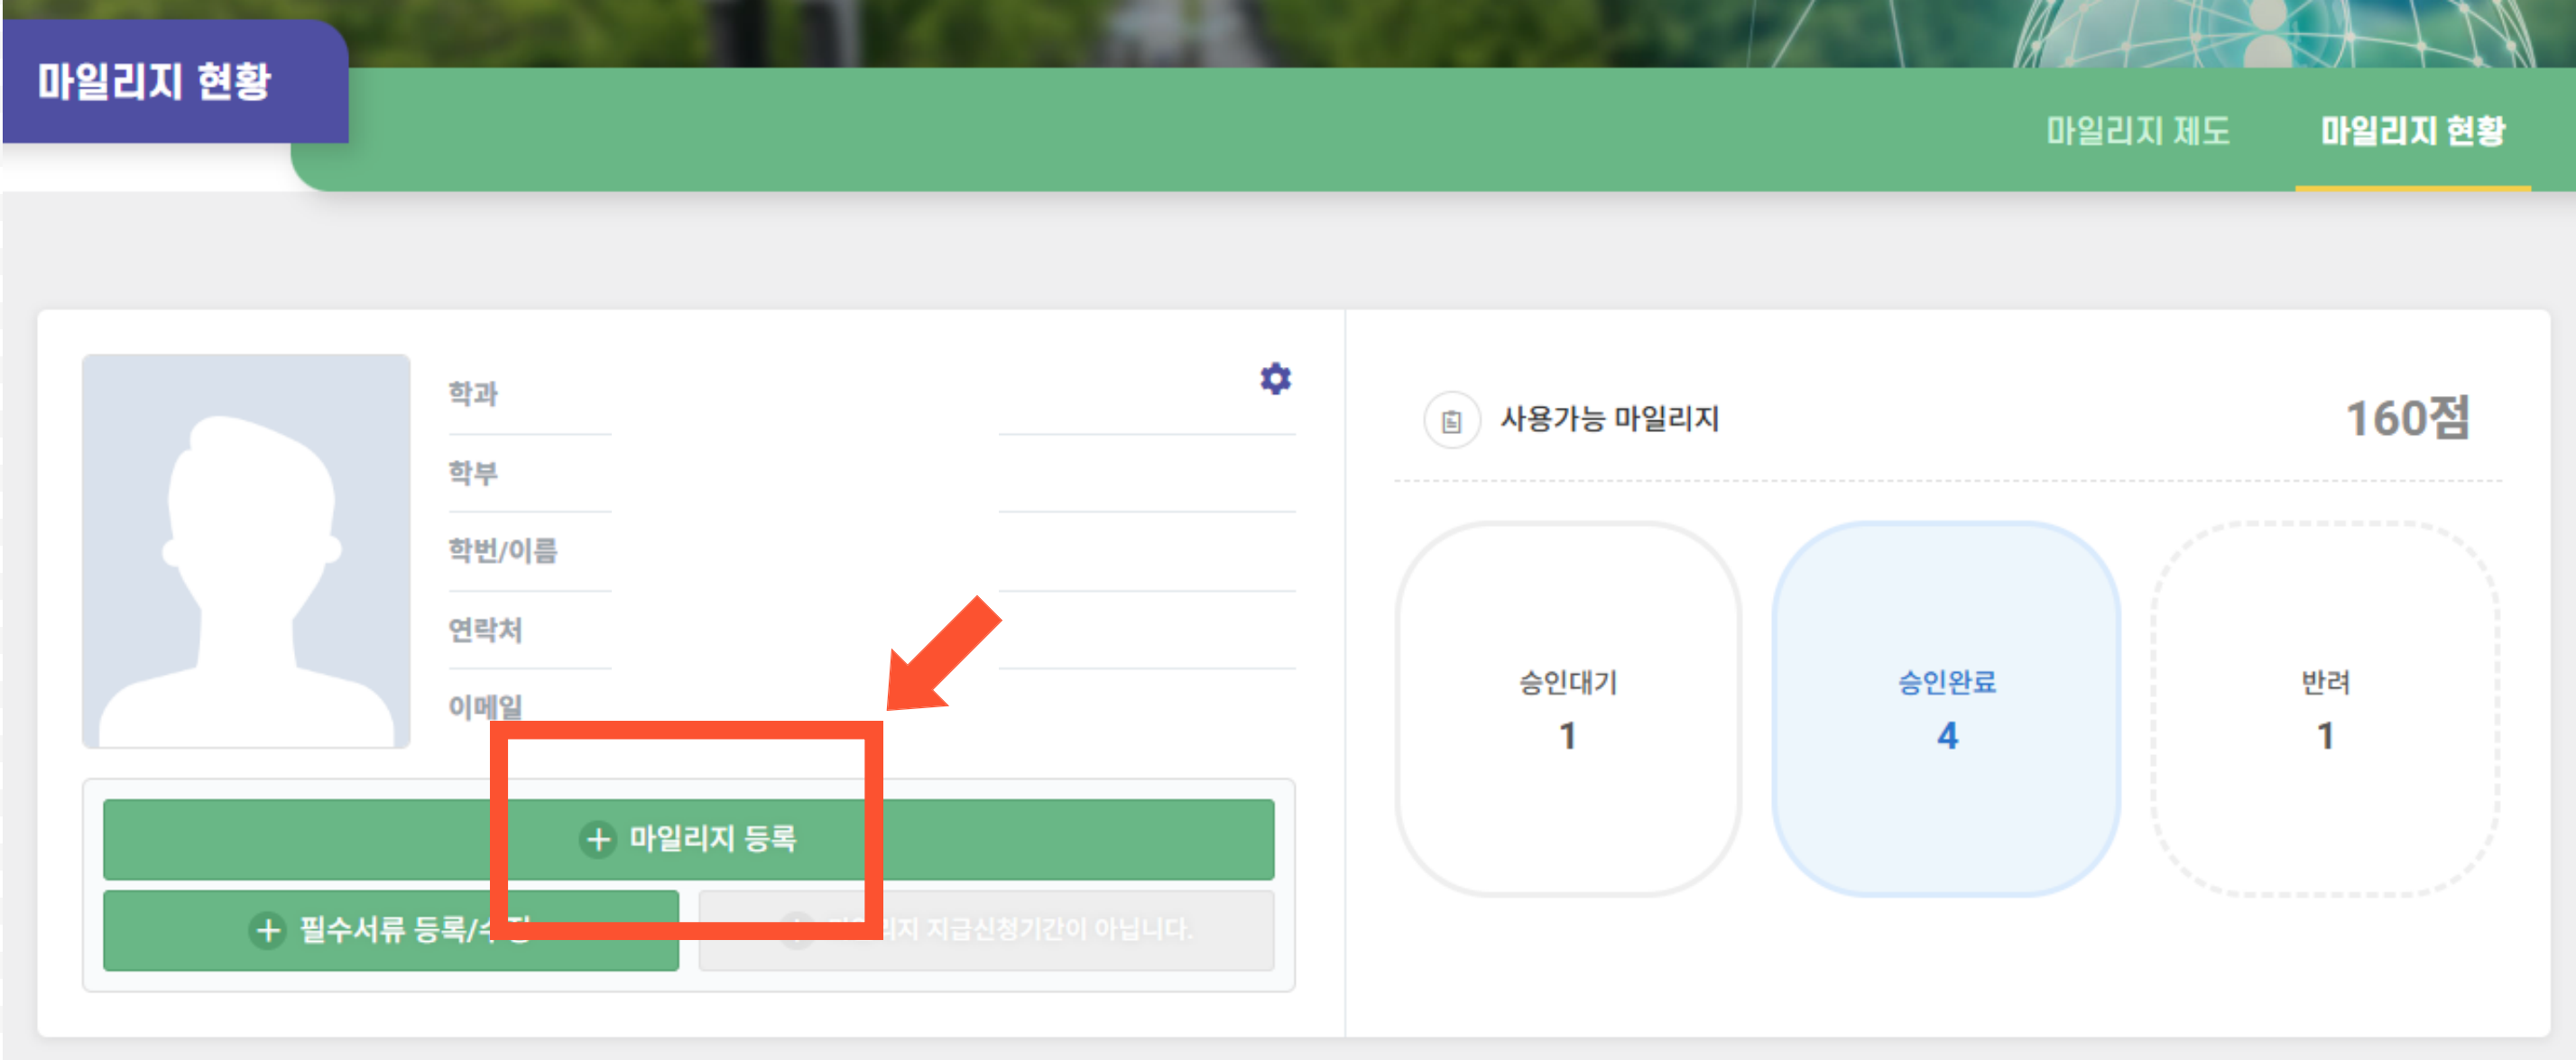 마일리지 현황
마일리지 제도
마일리지 현황
학과
학부
학번/이름
연락처
이메일
마일리지 등록
필수서류 등록/수정
지급신청기간이 아닙니다.
사용가능 마일리지
160점
승인대기
1
승인완료
4
반려
1